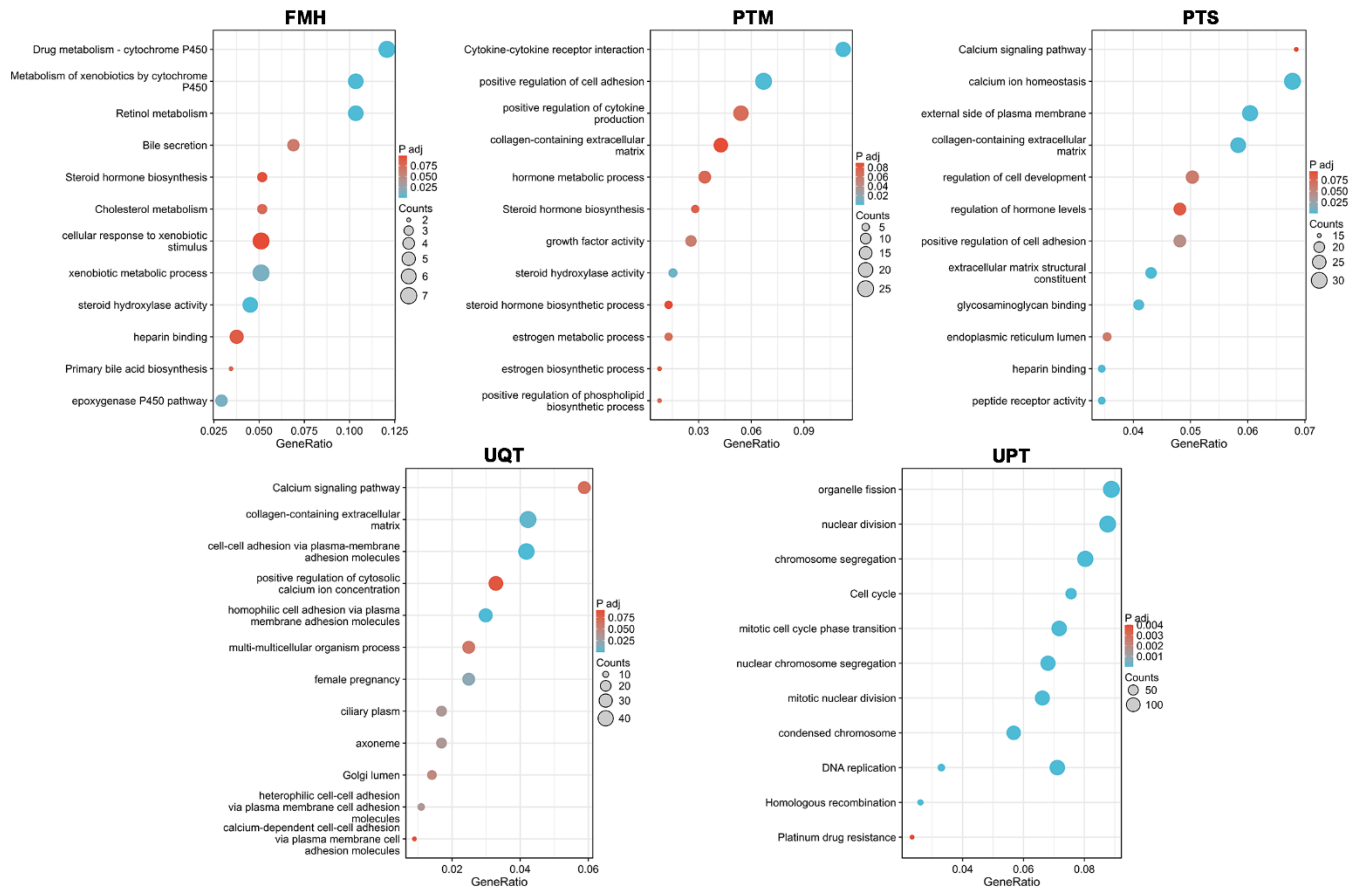 FMH
Drug metabolism - cytochrome P450
Metabolism of xenobiotics by cytochrome
P450
Retinol metabolism
Bile secretion
Steroid hormone biosynthesis
Cholesterol metabolism
cellular response to xenobiotic
stimulus
xenobiotic metabolic process
steroid hydroxylase activity
heparin binding
Primary bile acid biosynthesis
epoxygenase P450 pathway
0.025 0.050 0.075 0.100 0.125
GeneRatio
P adj
0.075
0.050
0.025
Counts
2
3
4
5
6
7
PTM
Cytokine-cytokine receptor interaction
positive regulation of cell adhesion
positive regulation of cytokine
production
collagen-containing extracellular
matrix
hormone metabolic process
Steroid hormone biosynthesis
growth factor activity
steroid hydroxylase activity
steroid hormone biosynthetic process
estrogen metabolic process
estrogen biosynthetic process
positive regulation of phospholipid
biosynthetic process
0.03 0.06 0.09
GeneRatio
P adj
0.08
0.06
0.04
0.02
Counts
5
10
15
20
25
PTS
Calcium signaling pathway
calcium ion homeostasis
external side of plasma membrane
collagen-containing extracellular
matrix
regulation of cell development
regulation of hormone levels
positive regulation of cell adhesion
extracellular matrix structural
constituent
glycosaminoglycan binding
endoplasmic reticulum lumen
heparin binding
peptide receptor activity
0.04 0.05 0.06 0.07
GeneRatio
P adj
0.075
0.050
0.025
Counts
15
20
25
30
UQT
Calcium signaling pathway
collagen-containing extracellular
matrix
cell-cell adhesion via plasma-membrane
adhesion molecules
positive regulation of cytosolic
calcium ion concentration
homophilic cell adhesion via plasma
membrane adhesion molecules
multi-multicellular organism process
female pregnancy
ciliary plasm
axoneme
Golgi lumen
heterophilic cell-cell adhesion
via plasma membrane cell adhesion
molecules
calcium-dependent cell-cell adhesion
via plasma membrane cell
adhesion molecules
0.02 0.04 0.06
GeneRatio
P adj
0.075
0.050
0.025
Counts
10
20
30
40
UPT
organelle fission
nuclear division
chromosome segregation
Cell cycle
mitotic cell cycle phase transition
nuclear chromosome segregation
mitotic nuclear division
condensed chromosome
DNA replication
Homologous recombination
Platinum drug resistance
0.04 0.06 0.08
GeneRatio
P adj
0.004
0.003
0.002
0.001
Counts
50
100